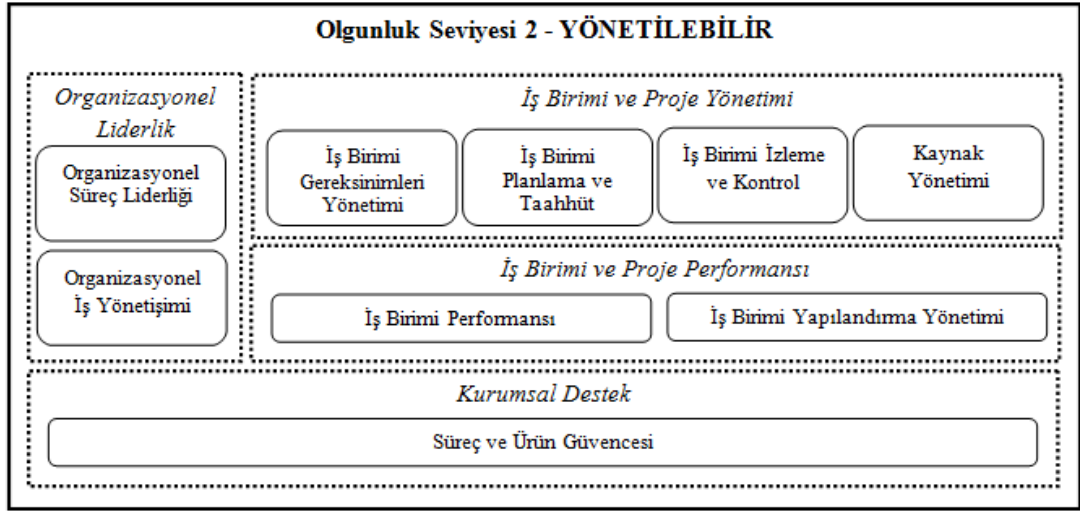 Olgunluk Seviyesi 2 - YÖNETİLEBİLİR
Organizasyonel
Liderlik
Organizasyonel
Süreç Liderliği
Organizasyonel
İş Yönetişimi
İş Birimi ve Proje Yönetimi
İş Birimi
Gereksinimleri
Yönetimi
İş Birimi
Planlama ve
Taahhüt
İş Birimi İzleme
ve Kontrol
Kaynak
Yönetimi
İş Birimi ve Proje Performansı
İş Birimi Performansı
İş Birimi Yapılandırma Yönetimi
Kurumsal Destek
Süreç ve Ürün Güvencesi